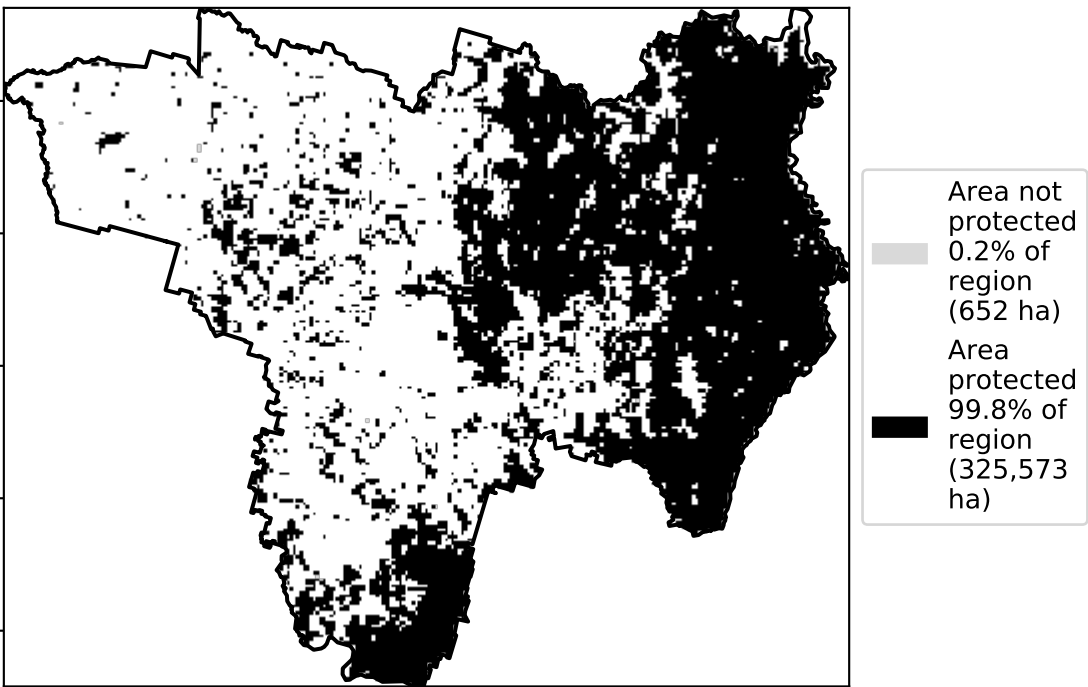 Area not
protected
0.2% of
region
(652 ha)
Area
protected
99.8% of
region
(325,573
ha)